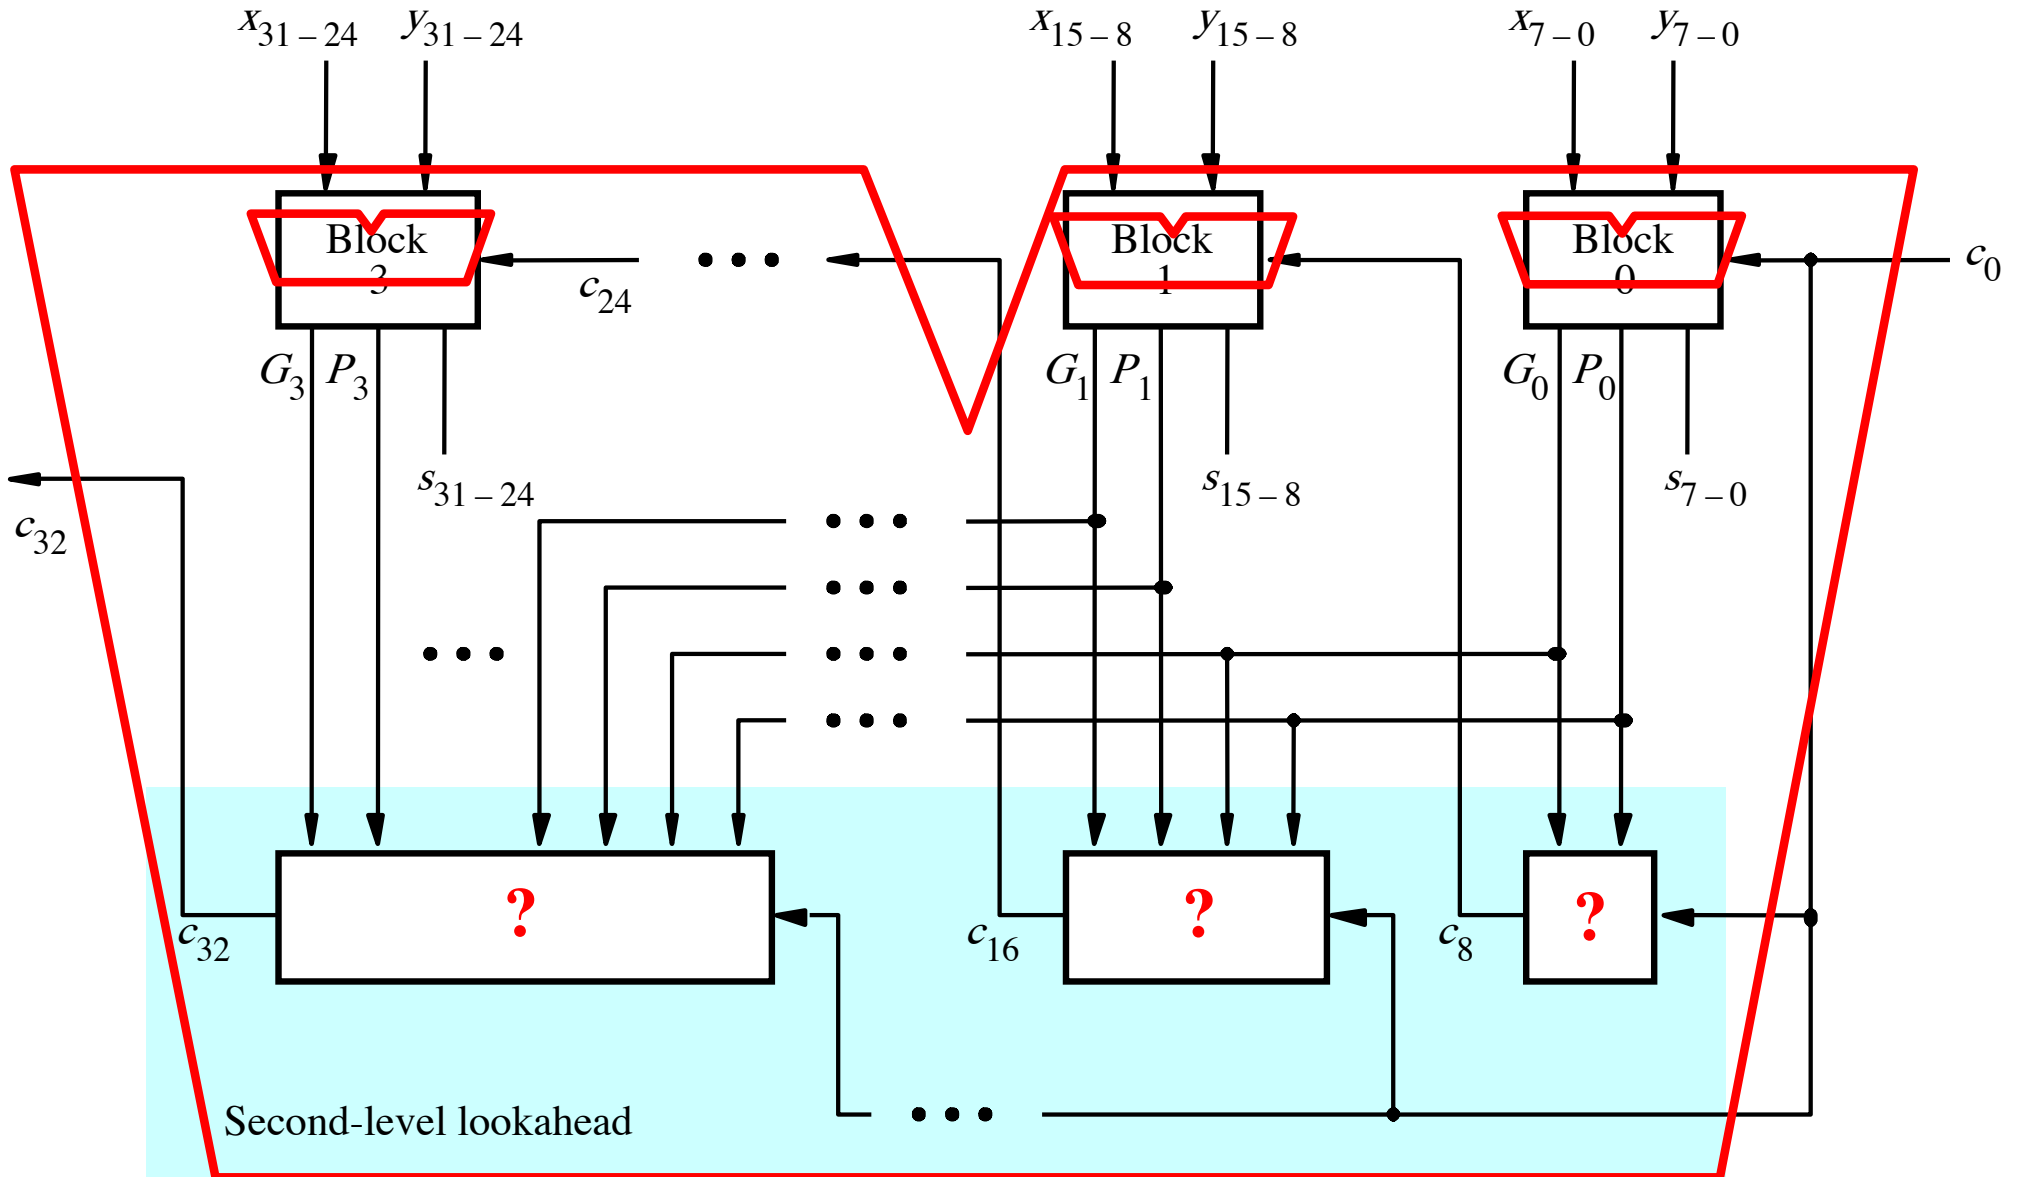 x31–24 y31–24 x15–8 y15–8 x7–0 y7–0
Block Block Block
3 1 0
c0
c24
G3 P3 G1 P1 G0 P0
s31–24 s15–8 s7–0
c32
? ? ?
c32 c16 c8
Second-level lookahead